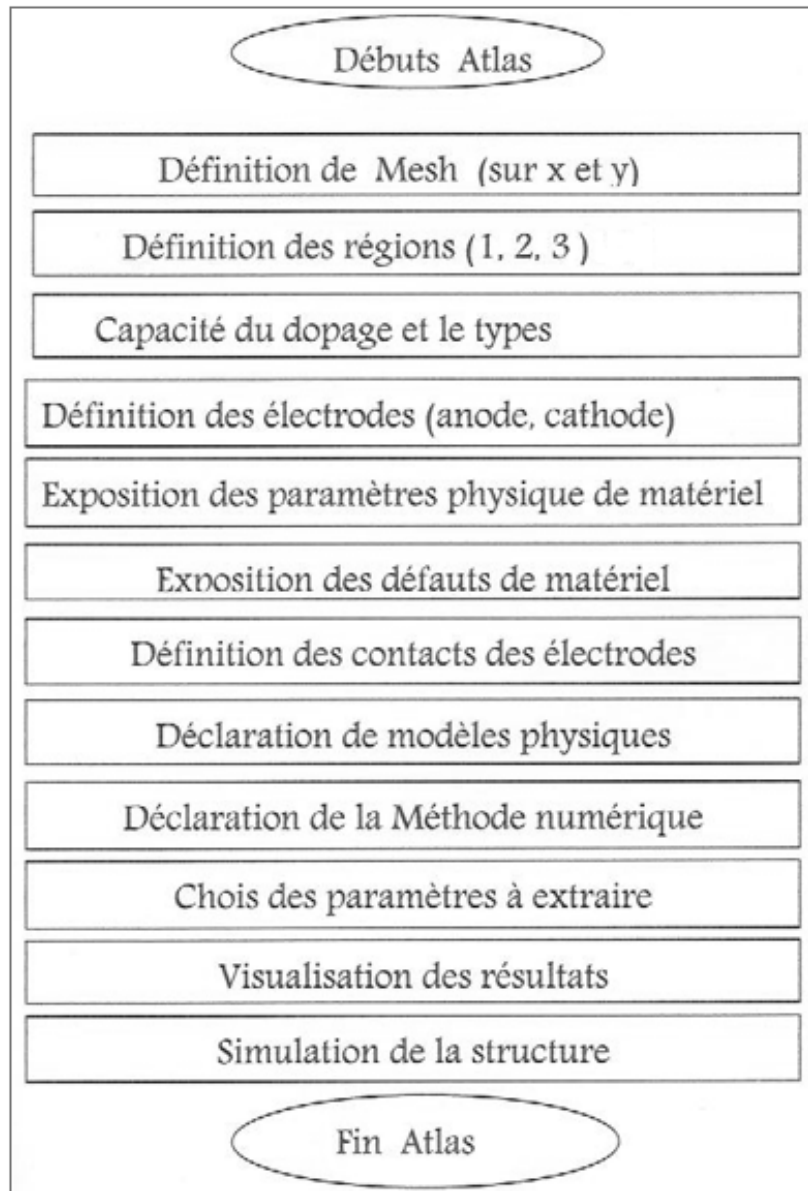 Débuts Atlas
Définition de Mesh (sur x et y)
Définition des régions (1, 2, 3 )
Capacité du dopage et le types
Définition des électrodes (anode, cathode)
Exposition des paramètres physique de matériel
Exposition des défauts de matériel
Définition des contacts des électrodes
Déclaration de modèles physiques
Déclaration de la Méthode numérique
Chois des paramètres à extraire
Visualisation des résultats
Simulation de la structure
Fin Atlas